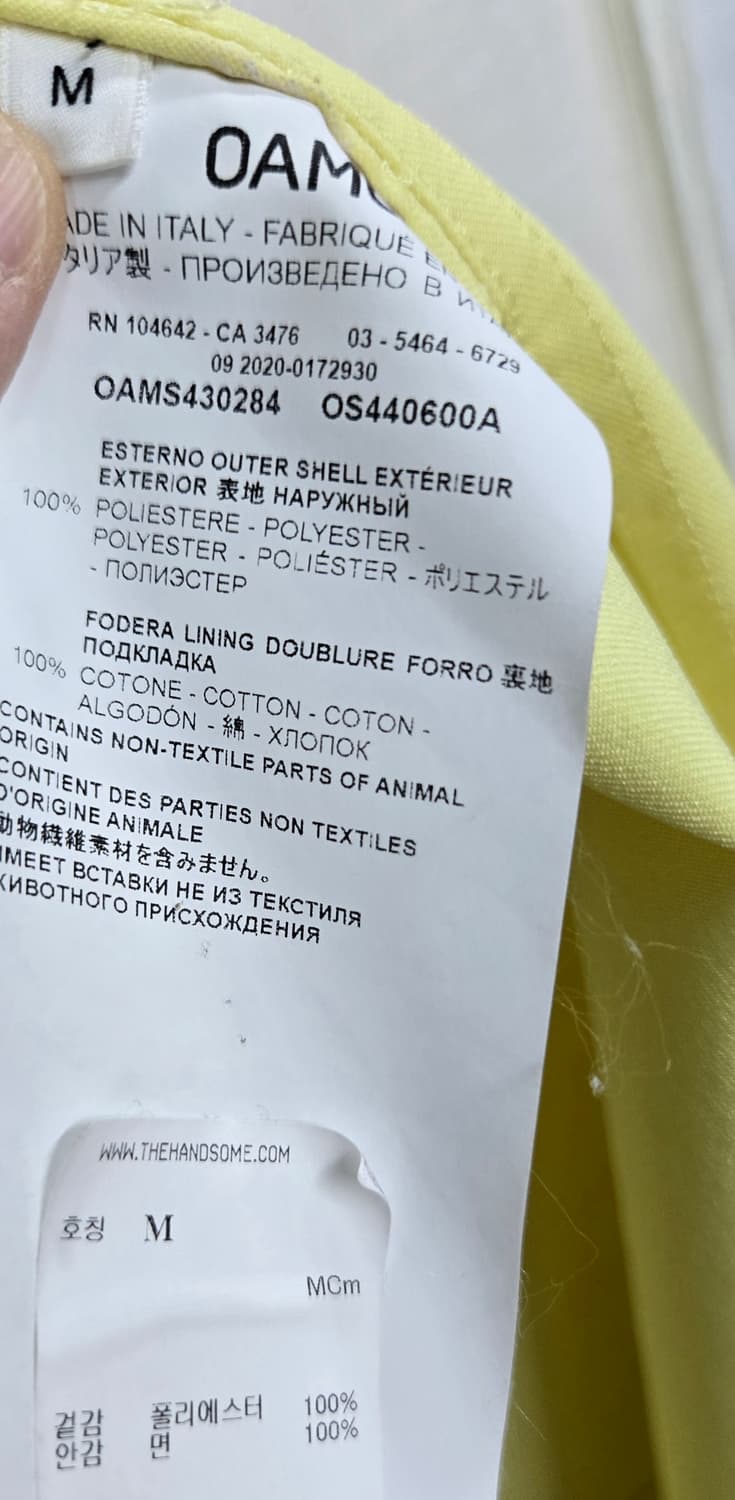 M
OAM
ADE IN ITALY - FABRIQUÉ
タリア製 - ПРОИЗВЕДЕНО В
RN 104642 - CA 3476 03 - 5464 - 6729
09 2020-0172930
OAMS430284 OS440600A
ESTERNO OUTER SHELL EXTÉRIEUR
EXTERIOR 表地 НАРУЖНЫЙ
100% POLIESTERE - POLYESTER -
POLYESTER - POLIÉSTER - ポリエステル
- ПОЛИЭСТЕР
FODERA LINING DOUBLURE FORRO 裏地
ПОДКЛАДКА
100% COTONE - COTTON - COTON -
ALGODÓN - 綿 - ХЛОПОК
CONTAINS NON-TEXTILE PARTS OF ANIMAL
ORIGIN
CONTIENT DES PARTIES NON TEXTILES
D'ORIGINE ANIMALE
動物繊維素材を含みません。
ИМЕЕТ ВСТАВКИ НЕ ИЗ ТЕКСТИЛЯ
ЖИВОТНОГО ПРИСХОЖДЕНИЯ
WWW.THEHANDSOME.COM
호칭 M
MCm
겉감 폴리에스터 100%
안감 면 100%